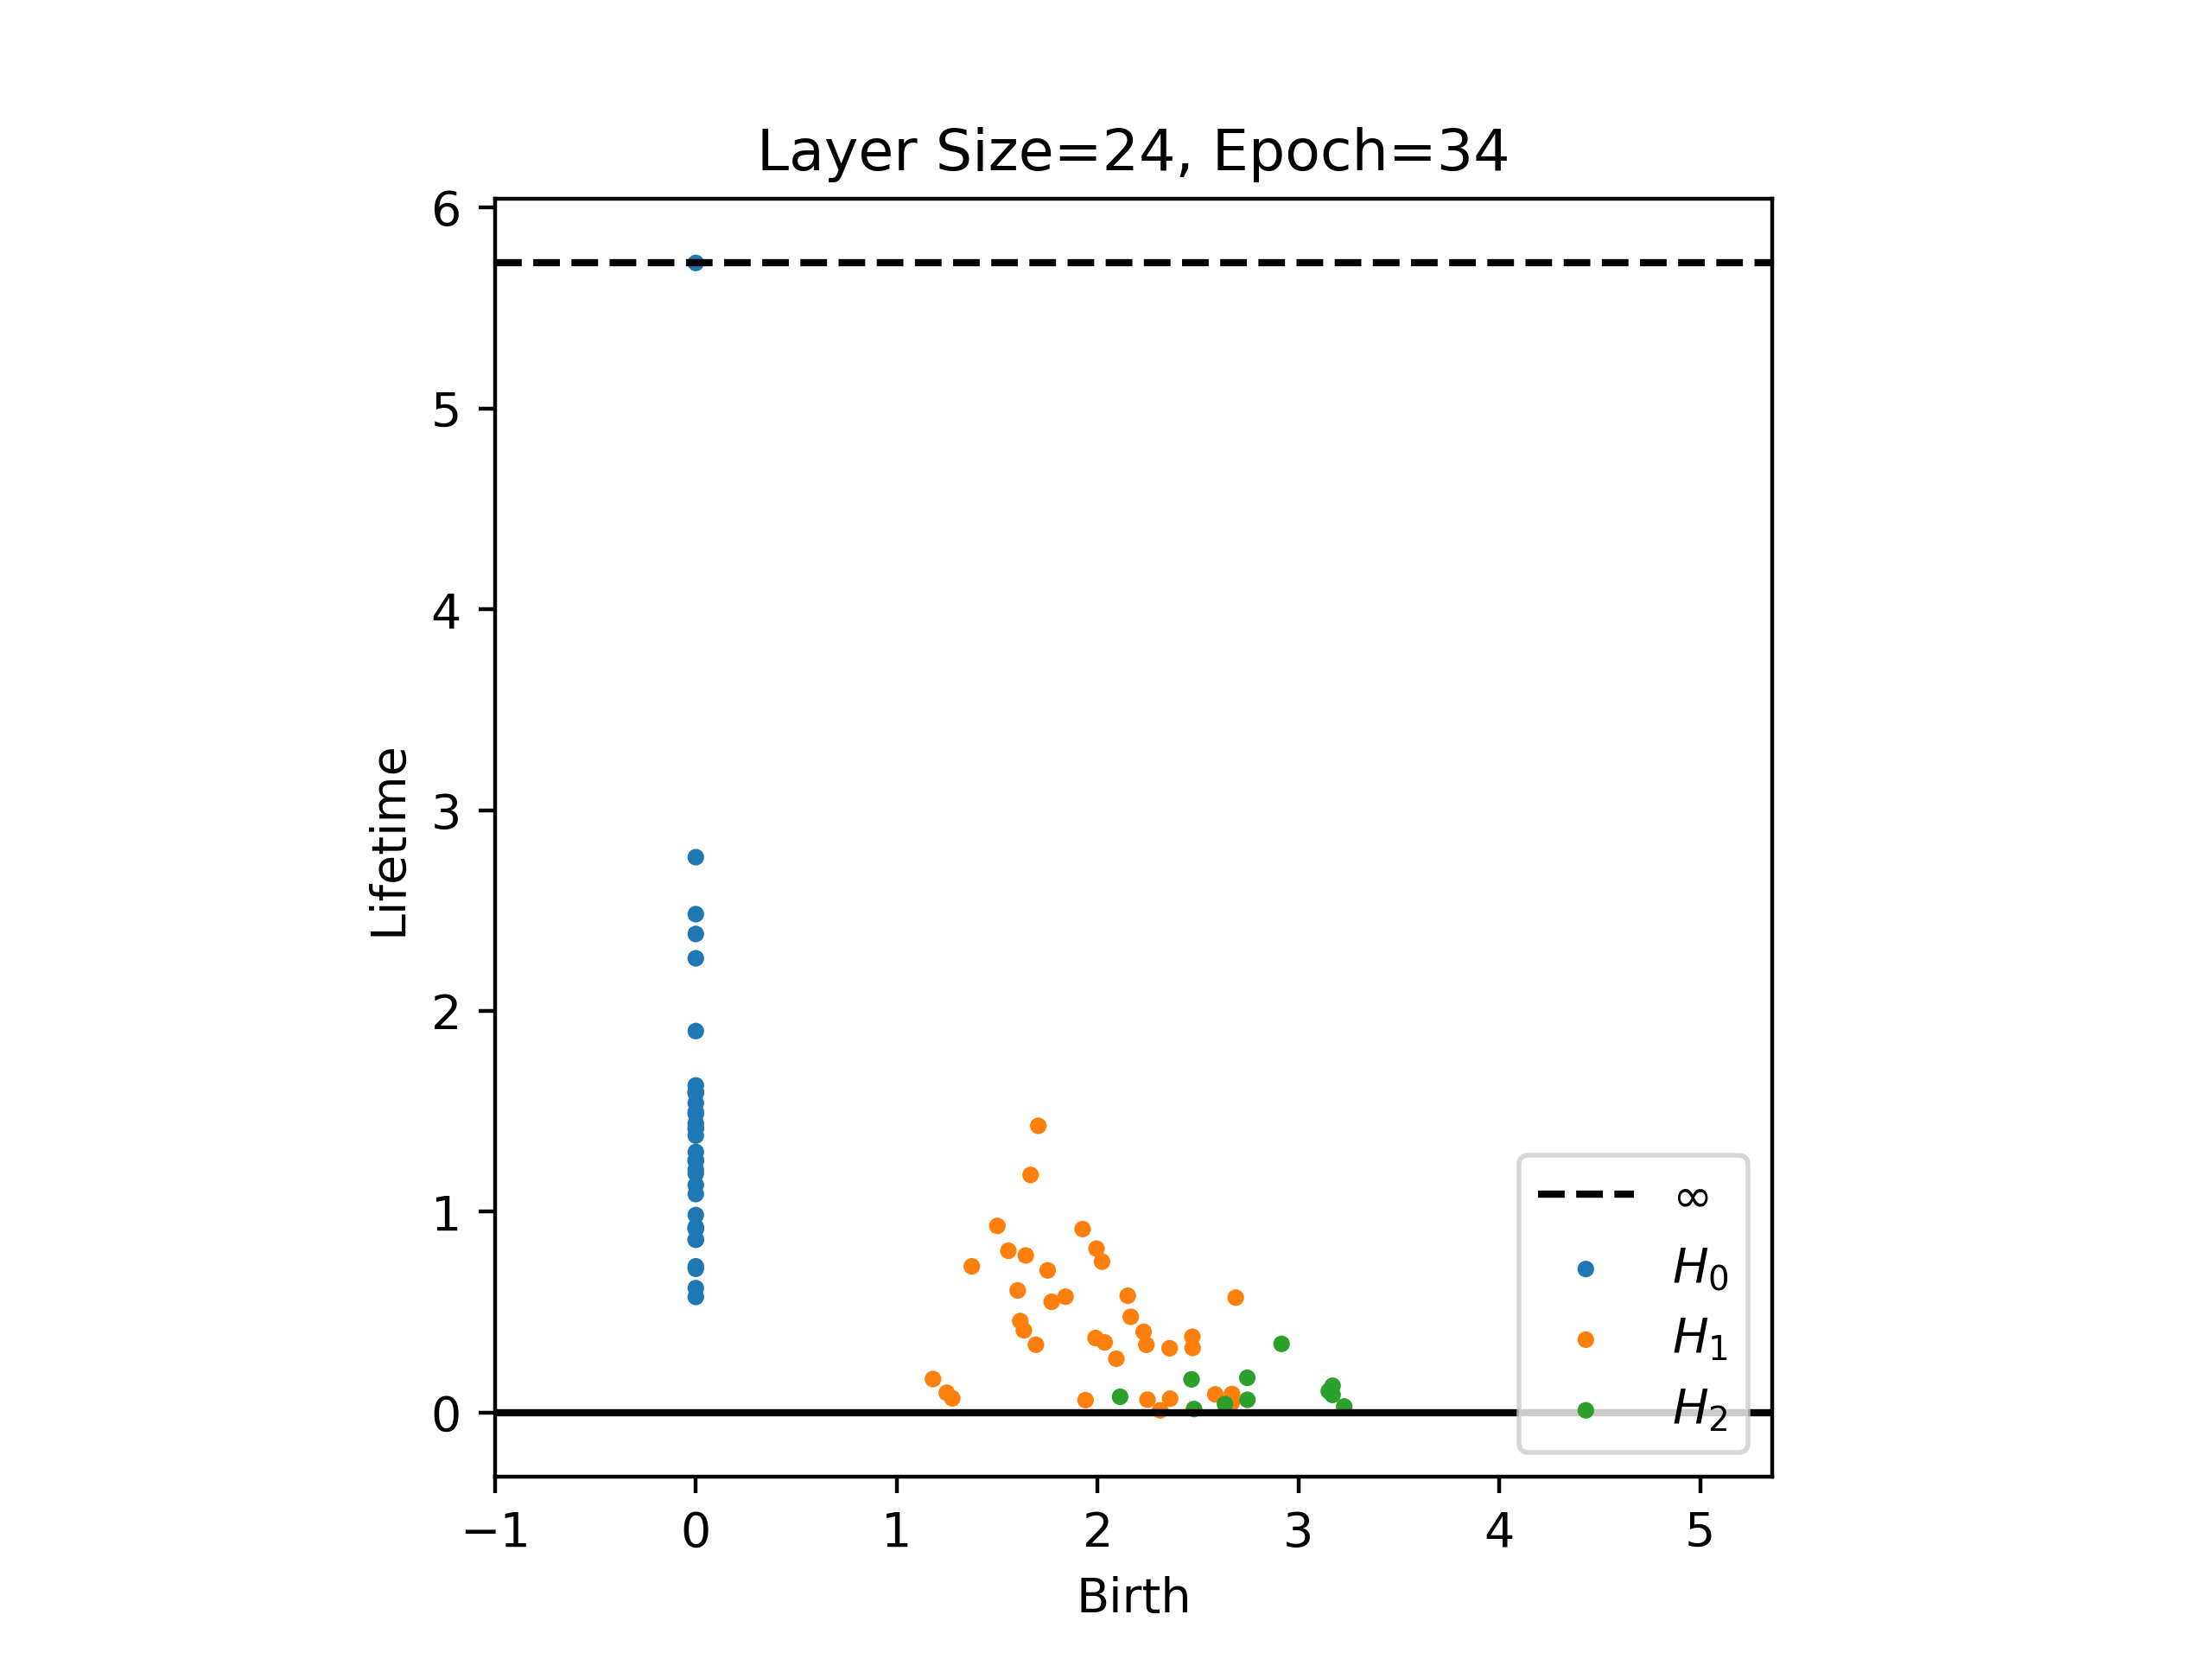 Layer Size=24, Epoch=34
6
5
4
3
2
1
0
Lifetime
∞
H₀
H₁
H₂
−1 0 1 2 3 4 5
Birth